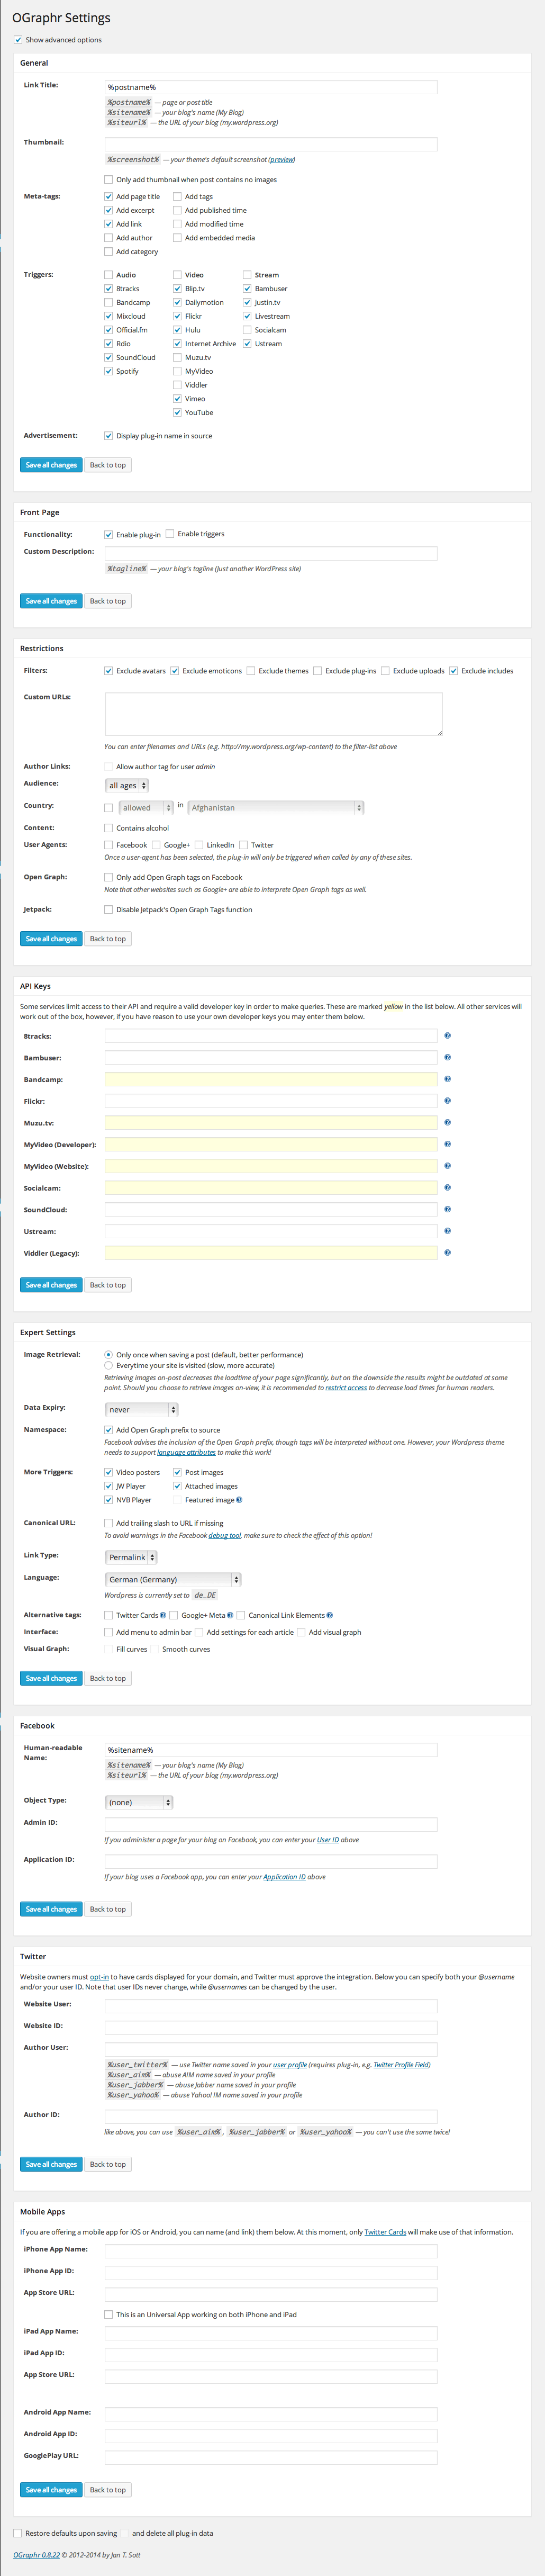 OGraphr Settings
Show advanced options
General
Link Title: %postname%
%postname% — page or post title
%sitename% — your blog's name (My Blog)
%siteurl% — the URL of your blog (my.wordpress.org)
Thumbnail:
%screenshot% — your theme's default screenshot (preview)
Only add thumbnail when post contains no images
Meta-tags: Add page title Add tags
Add excerpt Add published time
Add link Add modified time
Add author Add embedded media
Add category
Triggers: Audio Video Stream
8tracks Blip.tv Bambuser
Bandcamp Dailymotion Justin.tv
Mixcloud Flickr Livestream
Official.fm Hulu Socialcam
Rdio Internet Archive Ustream
SoundCloud Muzu.tv
Spotify MyVideo
Viddler
Vimeo
YouTube
Advertisement: Display plug-in name in source
Save all changes Back to top
Front Page
Functionality: Enable plug-in Enable triggers
Custom Description:
%tagline% — your blog's tagline (Just another WordPress site)
Save all changes Back to top
Restrictions
Filters: Exclude avatars Exclude emoticons Exclude themes Exclude plug-ins Exclude uploads Exclude includes
Custom URLs:
You can enter filenames and URLs (e.g. http://my.wordpress.org/wp-content) to the filter-list above
Author Links: Allow author tag for user admin
Audience: all ages
Country: allowed in Afghanistan
Content: Contains alcohol
User Agents: Facebook Google+ LinkedIn Twitter
Once a user-agent has been selected, the plug-in will only be triggered when called by any of these sites.
Open Graph: Only add Open Graph tags on Facebook
Note that other websites such as Google+ are able to interprete Open Graph tags as well.
Jetpack: Disable Jetpack's Open Graph Tags function
Save all changes Back to top
API Keys
Some services limit access to their API and require a valid developer key in order to make queries. These are marked yellow in the list below. All other services will
work out of the box, however, if you have reason to use your own developer keys you may enter them below.
8tracks:
Bambuser:
Bandcamp:
Flickr:
Muzu.tv:
MyVideo (Developer):
MyVideo (Website):
Socialcam:
SoundCloud:
Ustream:
Viddler (Legacy):
Save all changes Back to top
Expert Settings
Image Retrieval: Only once when saving a post (default, better performance)
Everytime your site is visited (slow, more accurate)
Retrieving images on-post decreases the loadtime of your page significantly, but on the downside the results might be outdated at some
point. Should you choose to retrieve images on-view, it is recommended to restrict access to decrease load times for human readers.
Data Expiry: never
Namespace: Add Open Graph prefix to source
Facebook advises the inclusion of the Open Graph prefix, though tags will be interpreted without one. However, your Wordpress theme
needs to support language attributes to make this work!
More Triggers: Video posters Post images
JW Player Attached images
NVB Player Featured image
Canonical URL: Add trailing slash to URL if missing
To avoid warnings in the Facebook debug tool, make sure to check the effect of this option!
Link Type: Permalink
Language: German (Germany)
Wordpress is currently set to de_DE
Alternative tags: Twitter Cards Google+ Meta Canonical Link Elements
Interface: Add menu to admin bar Add settings for each article Add visual graph
Visual Graph: Fill curves Smooth curves
Save all changes Back to top
Facebook
Human-readable
Name: %sitename%
%sitename% — your blog's name (My Blog)
%siteurl% — the URL of your blog (my.wordpress.org)
Object Type: (none)
Admin ID:
If you administer a page for your blog on Facebook, you can enter your User ID above
Application ID:
If your blog uses a Facebook app, you can enter your Application ID above
Save all changes Back to top
Twitter
Website owners must opt-in to have cards displayed for your domain, and Twitter must approve the integration. Below you can specify both your @username
and/or your user ID. Note that user IDs never change, while @usernames can be changed by the user.
Website User:
Website ID:
Author User:
%user_twitter% — use Twitter name saved in your user profile (requires plug-in, e.g. Twitter Profile Field)
%user_aim% — abuse AIM name saved in your profile
%user_jabber% — abuse Jabber name saved in your profile
%user_yahoo% — abuse Yahoo! IM name saved in your profile
Author ID:
like above, you can use %user_aim%, %user_jabber% or %user_yahoo% — you can't use the same twice!
Save all changes Back to top
Mobile Apps
If you are offering a mobile app for iOS or Android, you can name (and link) them below. At this moment, only Twitter Cards will make use of that information.
iPhone App Name:
iPhone App ID:
App Store URL:
This is an Universal App working on both iPhone and iPad
iPad App Name:
iPad App ID:
App Store URL:
Android App Name:
Android App ID:
GooglePlay URL:
Save all changes Back to top
Restore defaults upon saving and delete all plug-in data
OGraphr 0.8.22 © 2012-2014 by Jan T. Sott